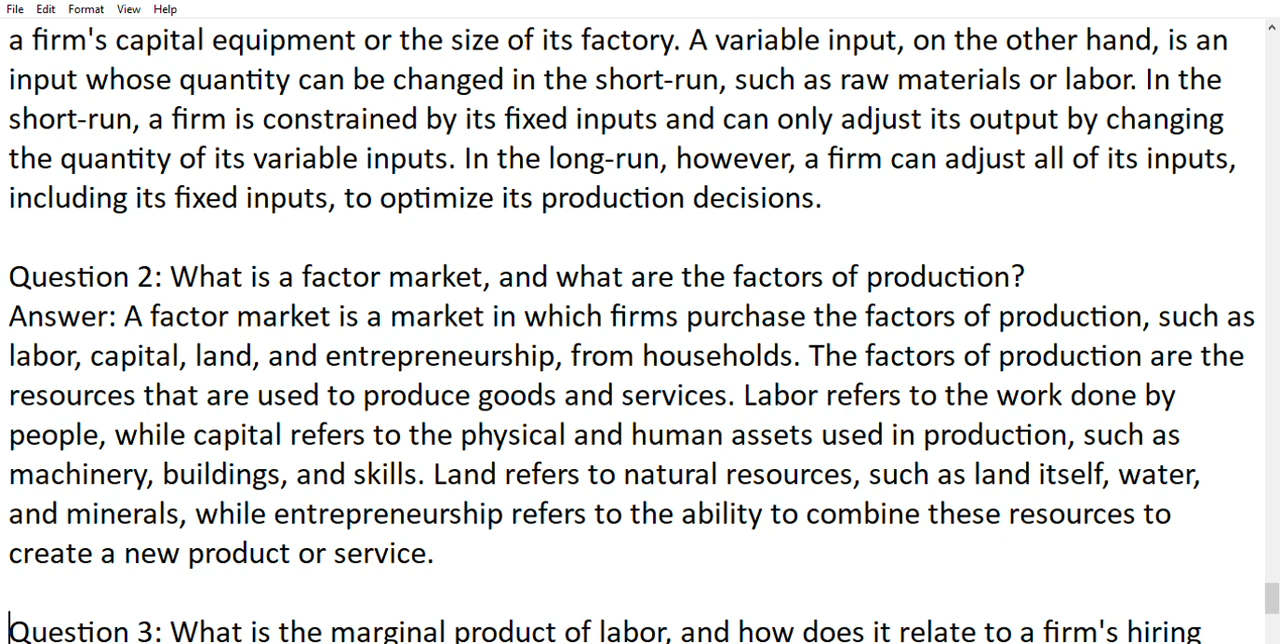 File Edit Format View Help
a firm's capital equipment or the size of its factory. A variable input, on the other hand, is an
input whose quantity can be changed in the short-run, such as raw materials or labor. In the
short-run, a firm is constrained by its fixed inputs and can only adjust its output by changing
the quantity of its variable inputs. In the long-run, however, a firm can adjust all of its inputs,
including its fixed inputs, to optimize its production decisions.
Question 2: What is a factor market, and what are the factors of production?
Answer: A factor market is a market in which firms purchase the factors of production, such as
labor, capital, land, and entrepreneurship, from households. The factors of production are the
resources that are used to produce goods and services. Labor refers to the work done by
people, while capital refers to the physical and human assets used in production, such as
machinery, buildings, and skills. Land refers to natural resources, such as land itself, water,
and minerals, while entrepreneurship refers to the ability to combine these resources to
create a new product or service.
Question 3: What is the marginal product of labor, and how does it relate to a firm's hiring